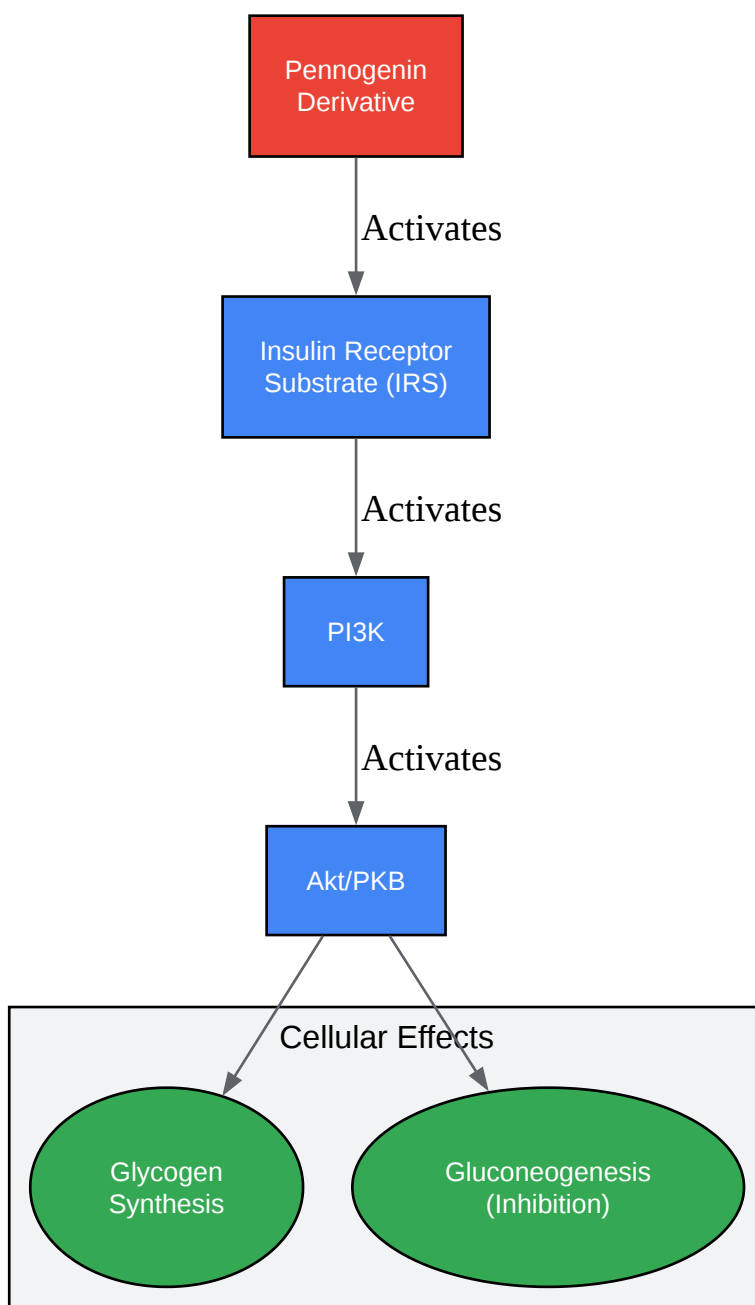 Pennogenin
Derivative
Activates
Insulin Receptor
Substrate (IRS)
Activates
PI3K
Activates
Akt/PKB
Cellular Effects
Glycogen
Synthesis
Gluconeogenesis
(Inhibition)